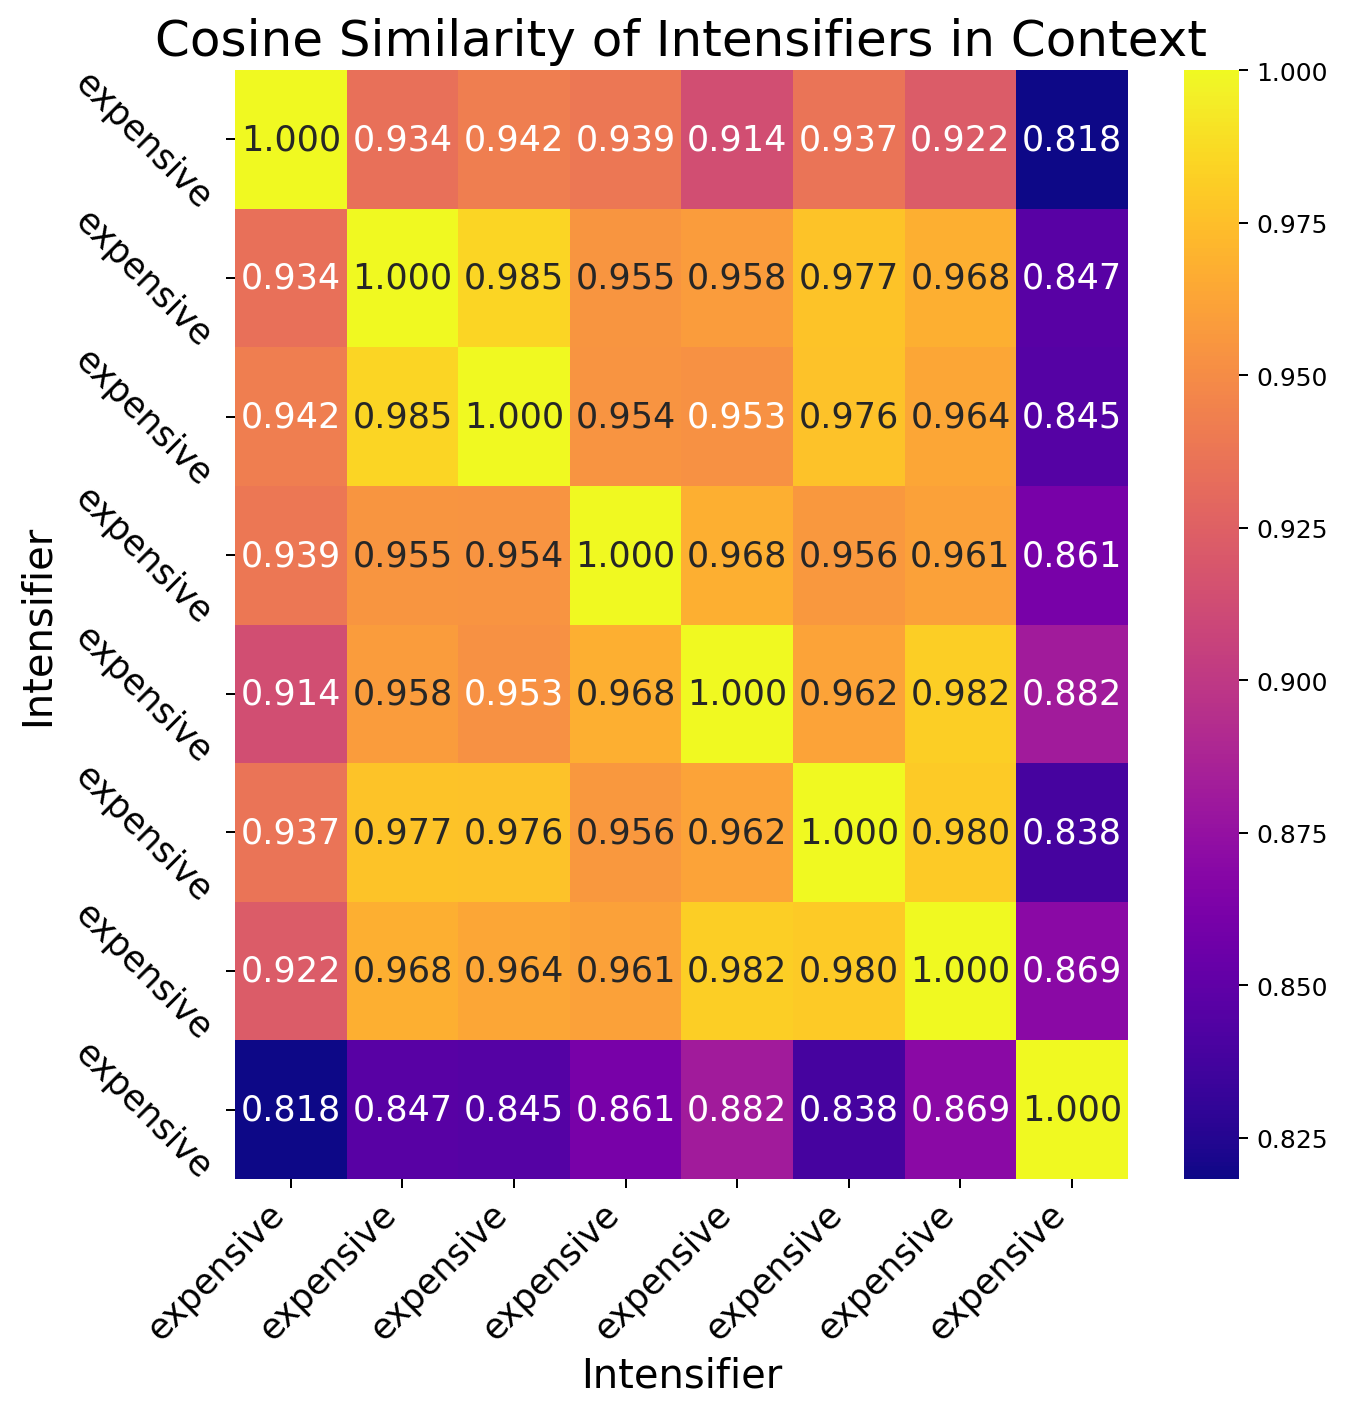 Cosine Similarity of Intensifiers in Context
expensive 1.000 0.934 0.942 0.939 0.914 0.937 0.922 0.818
expensive 0.934 1.000 0.985 0.955 0.958 0.977 0.968 0.847
expensive 0.942 0.985 1.000 0.954 0.953 0.976 0.964 0.845
expensive 0.939 0.955 0.954 1.000 0.968 0.956 0.961 0.861
expensive 0.914 0.958 0.953 0.968 1.000 0.962 0.982 0.882
expensive 0.937 0.977 0.976 0.956 0.962 1.000 0.980 0.838
expensive 0.922 0.968 0.964 0.961 0.982 0.980 1.000 0.869
expensive 0.818 0.847 0.845 0.861 0.882 0.838 0.869 1.000
expensive expensive expensive expensive expensive expensive expensive expensive
Intensifier
Intensifier
1.000
0.975
0.950
0.925
0.900
0.875
0.850
0.825